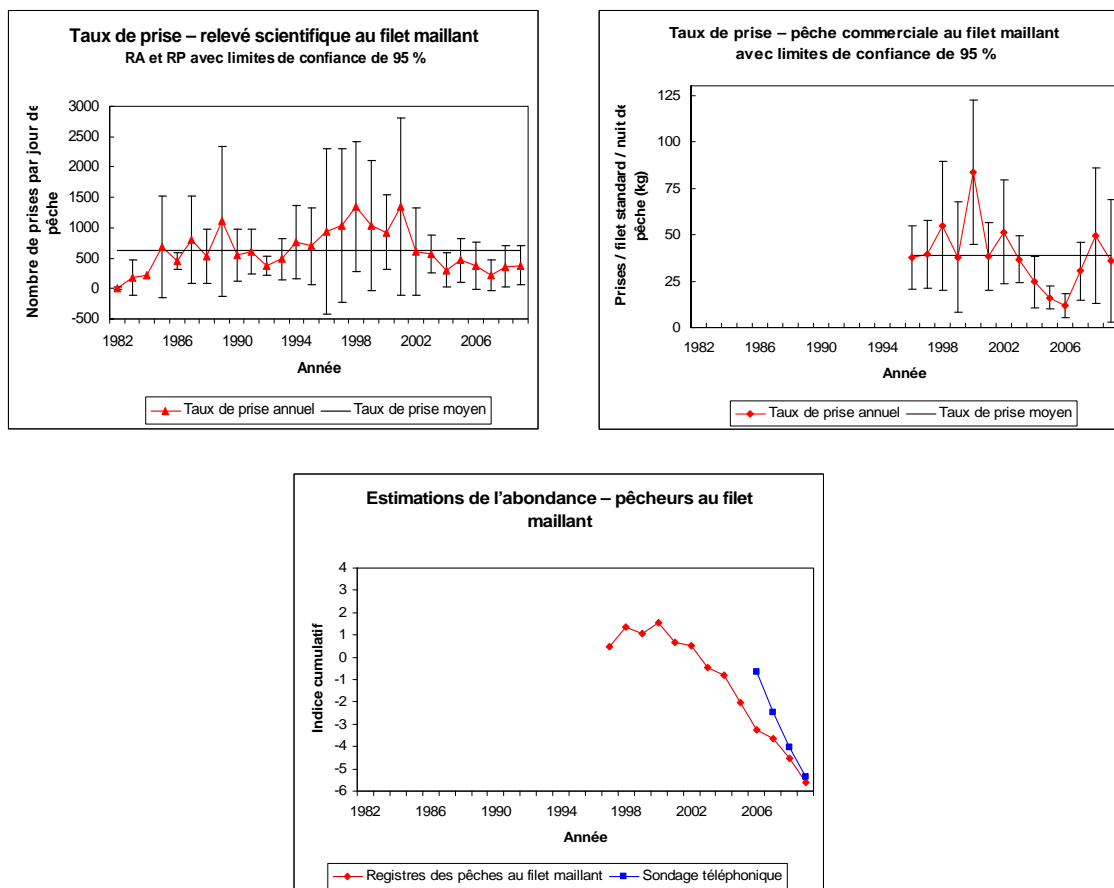 Taux de prise – relevé scientifique au filet maillant
RA et RP avec limites de confiance de 95 %
Nombre de prises par jour de
pêche
3000
2500
2000
1500
1000
500
0
-500
1982 1986 1990 1994 1998 2002 2006
Année
Taux de prise annuel Taux de prise moyen
Taux de prise – pêche commerciale au filet maillant
avec limites de confiance de 95 %
Prises / filet standard / nuit de
pêche (kg)
125
100
75
50
25
0
1982 1986 1990 1994 1998 2002 2006
Année
Taux de prise annuel Taux de prise moyen
Estimations de l'abondance – pêcheurs au filet
maillant
Indice cumulatif
4
3
2
1
0
-1
-2
-3
-4
-5
-6
1982 1986 1990 1994 1998 2002 2006
Année
Registres des pêches au filet maillant Sondage téléphonique